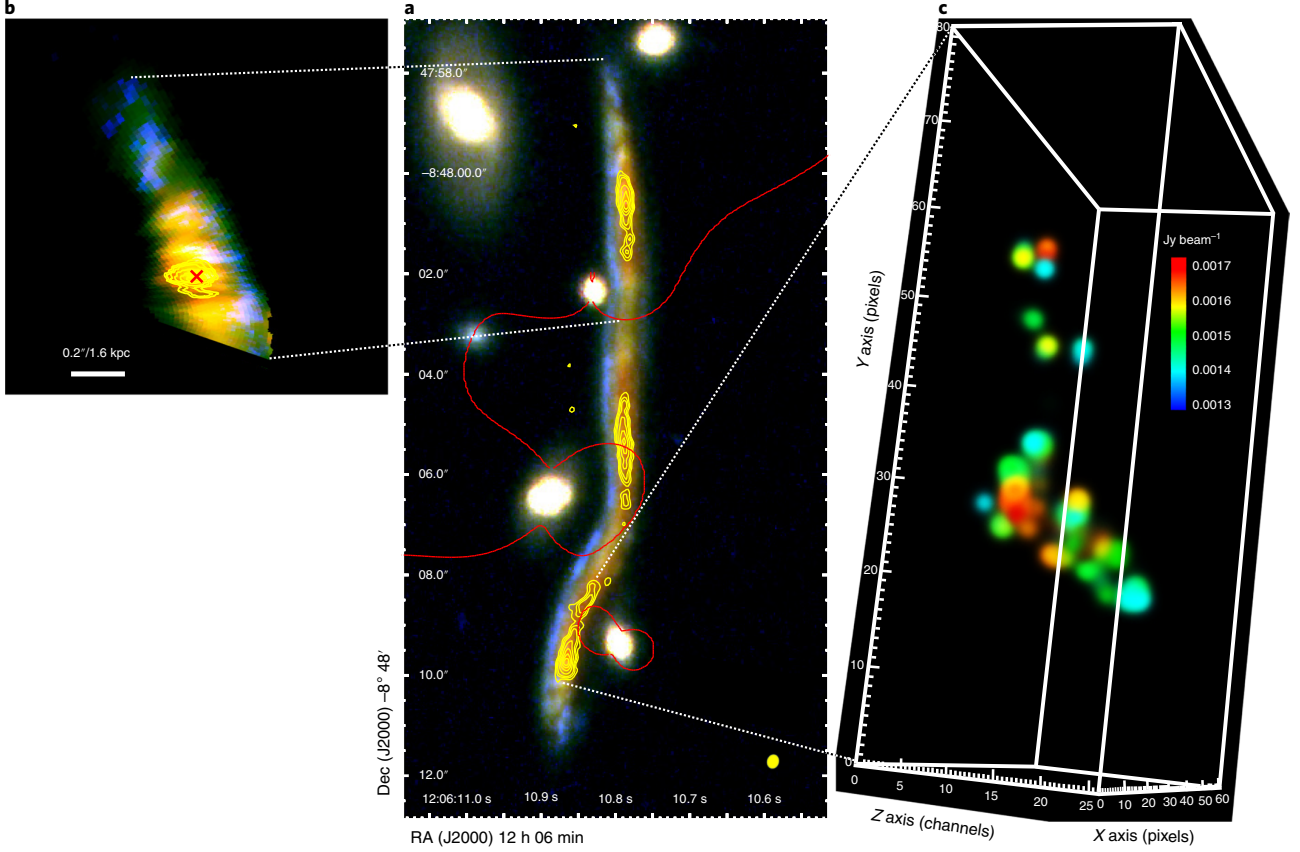 b
0.2″/1.6 kpc
a
47:58.0″
−8:48.00.0″
02.0″
04.0″
06.0″
08.0″
10.0″
12.0″
12:06:11.0 s 10.9 s 10.8 s 10.7 s 10.6 s
Dec (J2000) −8° 48′
RA (J2000) 12 h 06 min
c
80
70
60
50
40
30
20
10
0
Y axis (pixels)
Jy beam⁻¹
0.0017
0.0016
0.0015
0.0014
0.0013
0 5 10 15 20 25
Z axis (channels)
0 10 20 30 40 50 60
X axis (pixels)